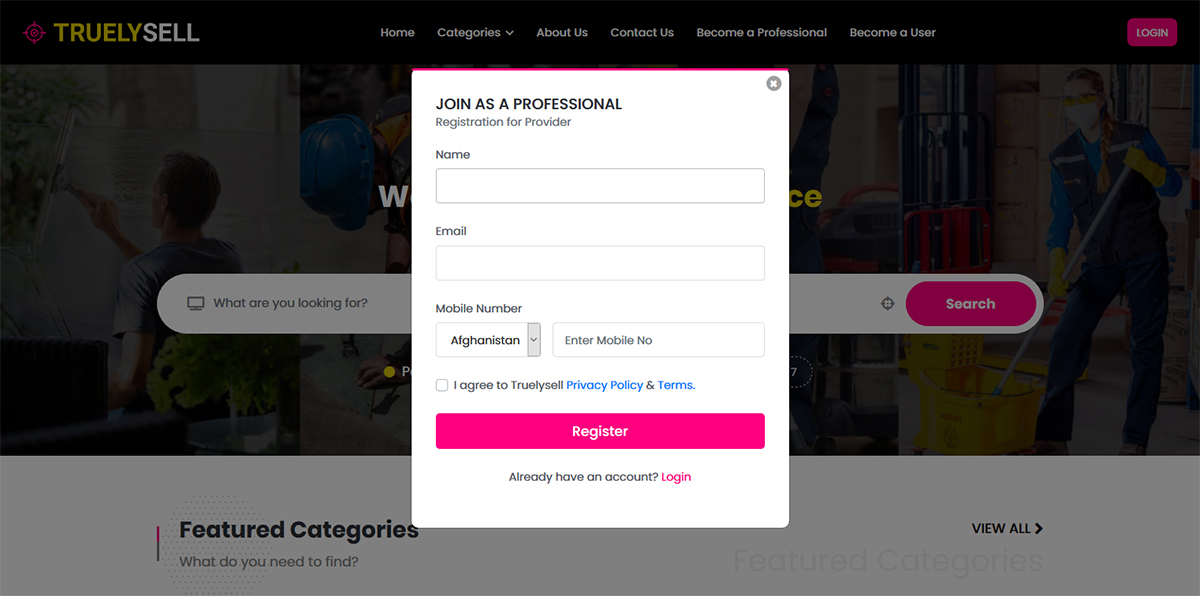 TRUELYSELL
Home Categories About Us Contact Us Become a Professional Become a User LOGIN
JOIN AS A PROFESSIONAL
Registration for Provider
Name
W ce
Email
What are you looking for? Search
Mobile Number
Afghanistan Enter Mobile No
P 7
I agree to Truelysell Privacy Policy & Terms.
Register
Already have an account? Login
Featured Categories VIEW ALL
What do you need to find? Featured Categories